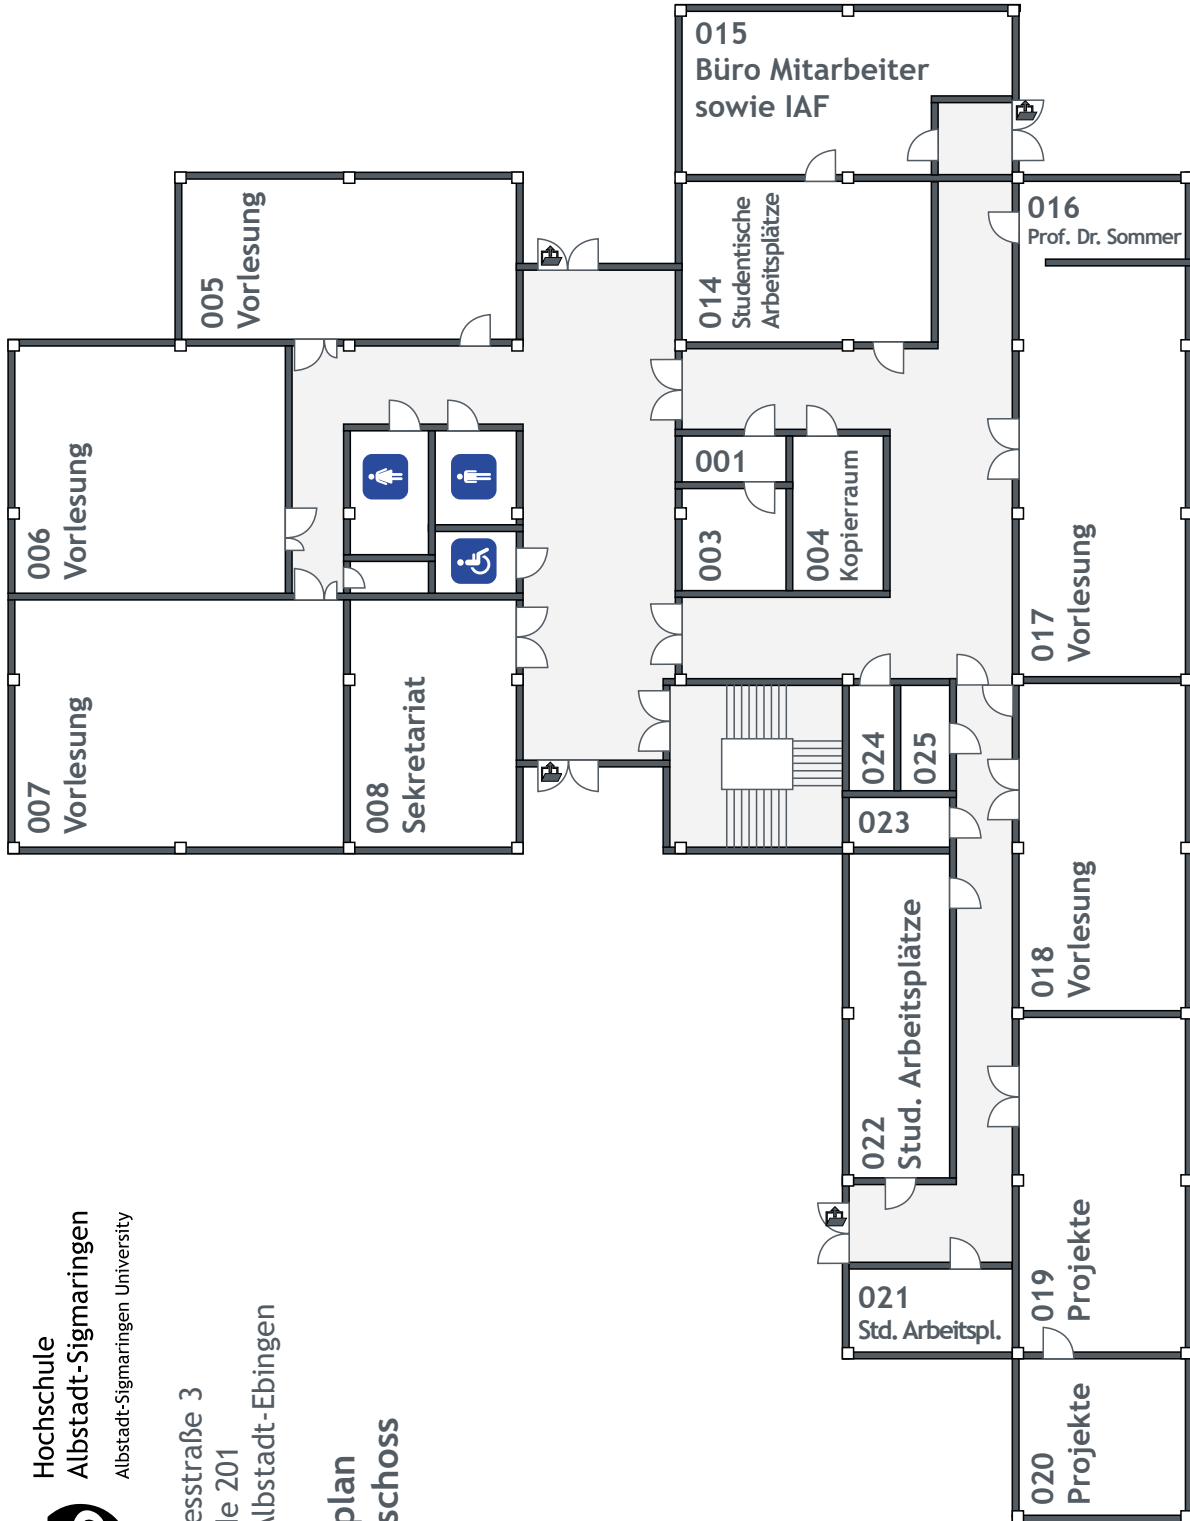 015
Büro Mitarbeiter
sowie IAF
005
Vorlesung
014
Studentische
Arbeitsplätze
016
Prof. Dr. Sommer
006
Vorlesung
001
003
004
Kopierraum
017
Vorlesung
007
Vorlesung
008
Sekretariat
024
025
023
018
Vorlesung
022
Stud. Arbeitsplätze
019
Projekte
021
Std. Arbeitspl.
020
Projekte
Hochschule
Albstadt-Sigmaringen
Albstadt-Sigmaringen University
esstraße 3
de 201
Albstadt-Ebingen
plan
schoss